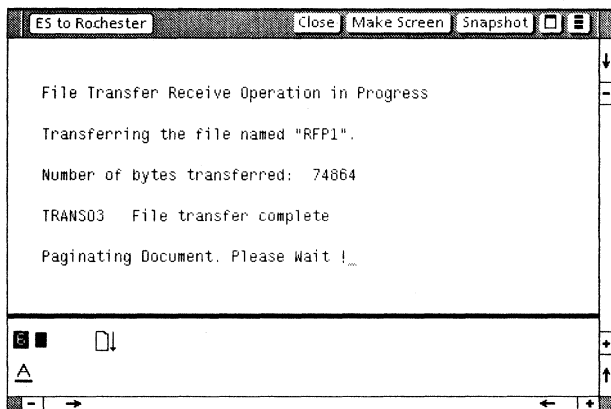 ES to Rochester Close Make Screen Snapshot
File Transfer Receive Operation in Progress
Transferring the file named "RFP1".
Number of bytes transferred: 74864
TRANS03 File transfer complete
Paginating Document. Please Wait !
6
A